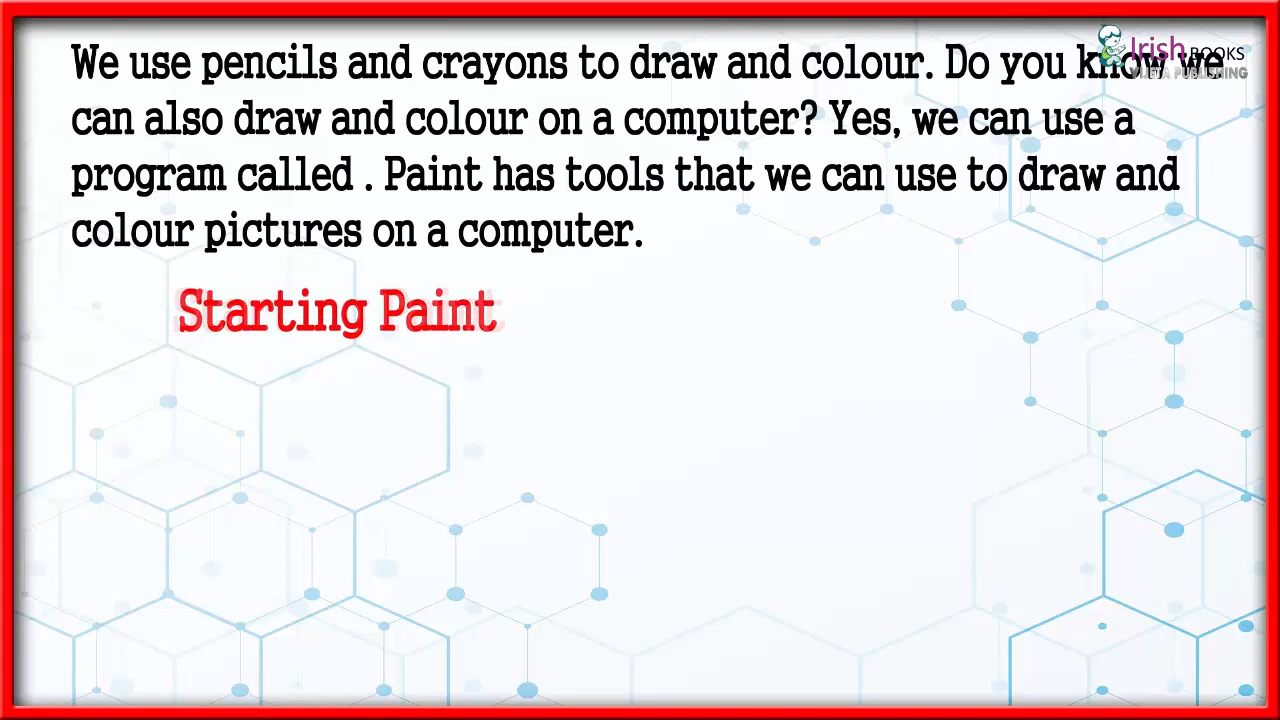 We use pencils and crayons to draw and colour. Do you know we
can also draw and colour on a computer? Yes, we can use a
program called . Paint has tools that we can use to draw and
colour pictures on a computer.
Starting Paint
Irish BOOKS
VIJETA PUBLISHING